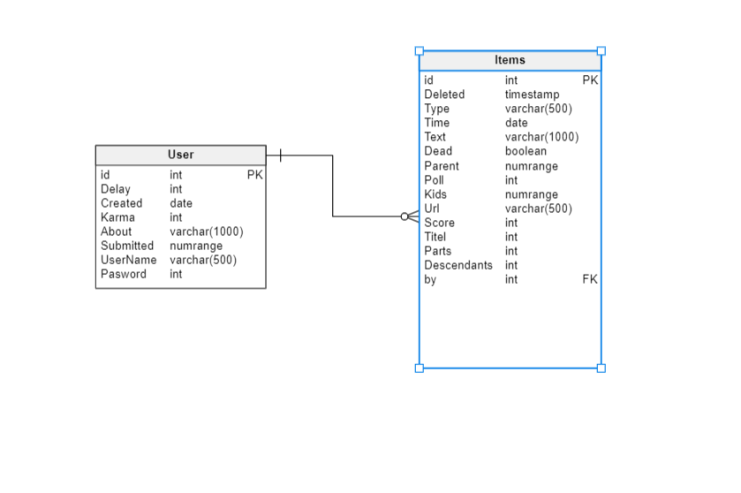 Items
id int PK
Deleted timestamp
Type varchar(500)
Time date
Text varchar(1000)
Dead boolean
Parent numrange
Poll int
Kids numrange
Url varchar(500)
Score int
Titel int
Parts int
Descendants int
by int FK
User
id int PK
Delay int
Created date
Karma int
About varchar(1000)
Submitted numrange
UserName varchar(500)
Pasword int